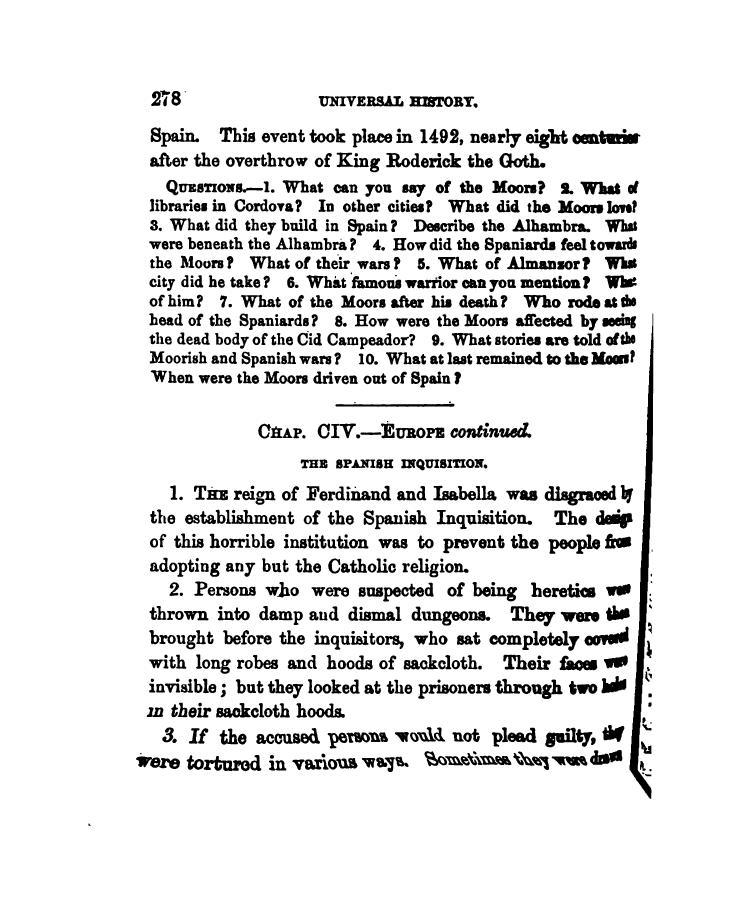 278 UNIVERSAL HISTORY.
Spain. This event took place in 1492, nearly eight centuries
after the overthrow of King Roderick the Goth.
QUESTIONS.—1. What can you say of the Moors? 2. What of
libraries in Cordova? In other cities? What did the Moors love?
3. What did they build in Spain? Describe the Alhambra. What
were beneath the Alhambra? 4. How did the Spaniards feel towards
the Moors? What of their wars? 5. What of Almanzor? What
city did he take? 6. What famous warrior can you mention? What
of him? 7. What of the Moors after his death? Who rode at the
head of the Spaniards? 8. How were the Moors affected by seeing
the dead body of the Cid Campeador? 9. What stories are told of the
Moorish and Spanish wars? 10. What at last remained to the Moors?
When were the Moors driven out of Spain?
CHAP. CIV.—EUROPE continued.
THE SPANISH INQUISITION.
1. THE reign of Ferdinand and Isabella was disgraced by
the establishment of the Spanish Inquisition. The design
of this horrible institution was to prevent the people from
adopting any but the Catholic religion.
2. Persons who were suspected of being heretics were
thrown into damp and dismal dungeons. They were then
brought before the inquisitors, who sat completely covered
with long robes and hoods of sackcloth. Their faces were
invisible; but they looked at the prisoners through two holes
in their sackcloth hoods.
3. If the accused persons would not plead guilty, they
were tortured in various ways. Sometimes they were drawn